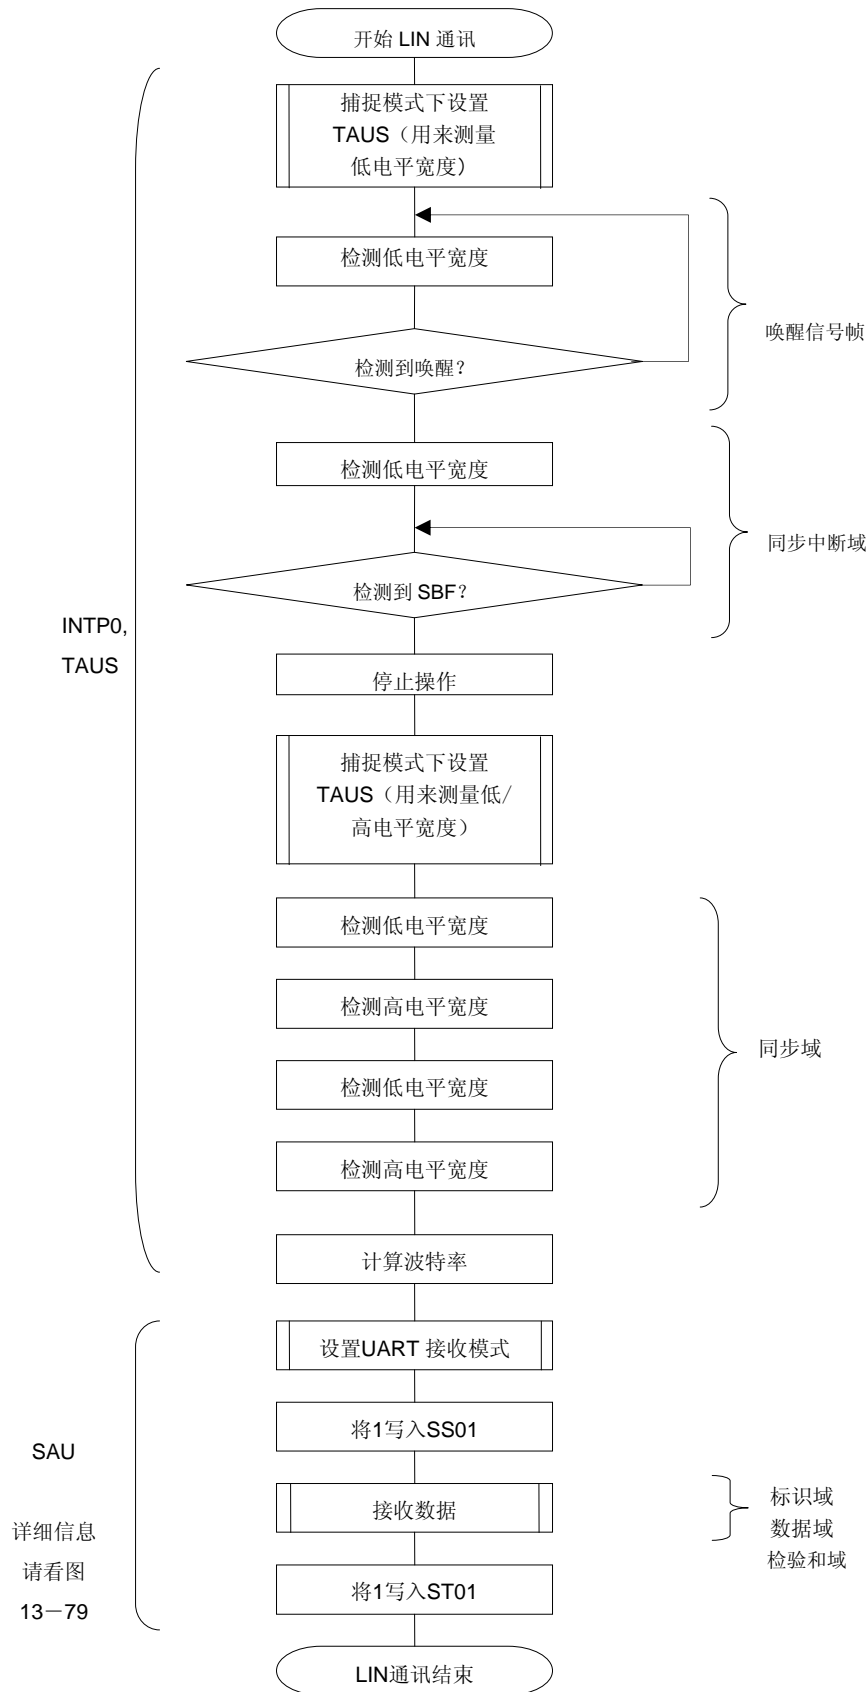 开始 LIN 通讯
捕捉模式下设置
TAUS（用来测量
低电平宽度）
检测低电平宽度
唤醒信号帧
检测到唤醒？
检测低电平宽度
同步中断域
检测到 SBF？
INTP0,
TAUS
停止操作
捕捉模式下设置
TAUS（用来测量低/
高电平宽度）
检测低电平宽度
检测高电平宽度
同步域
检测低电平宽度
检测高电平宽度
计算波特率
设置UART 接收模式
将1写入SS01
SAU
详细信息
请看图
13－79
接收数据
标识域
数据域
检验和域
将1写入ST01
LIN通讯结束